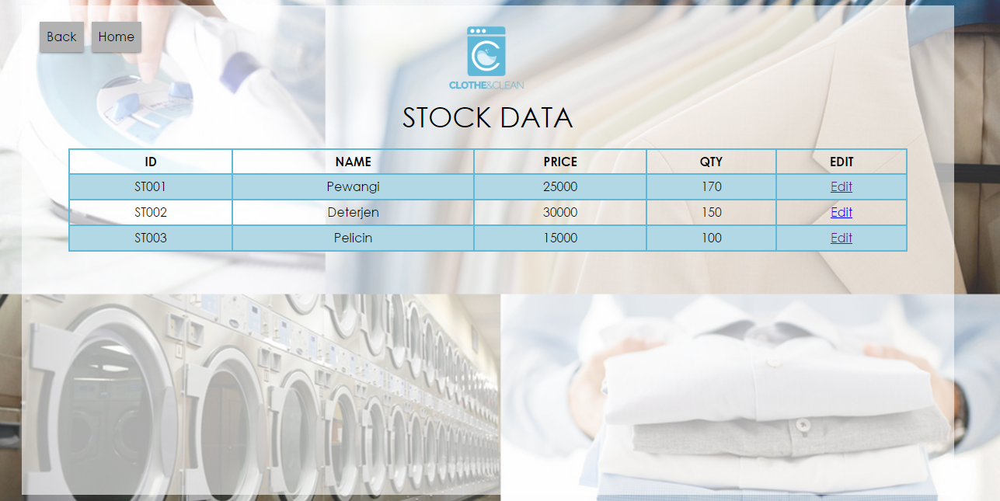 Back Home
CLOTHE&CLEAN
STOCK DATA
ID NAME PRICE QTY EDIT
ST001 Pewangi 25000 170 Edit
ST002 Deterjen 30000 150 Edit
ST003 Pelicin 15000 100 Edit